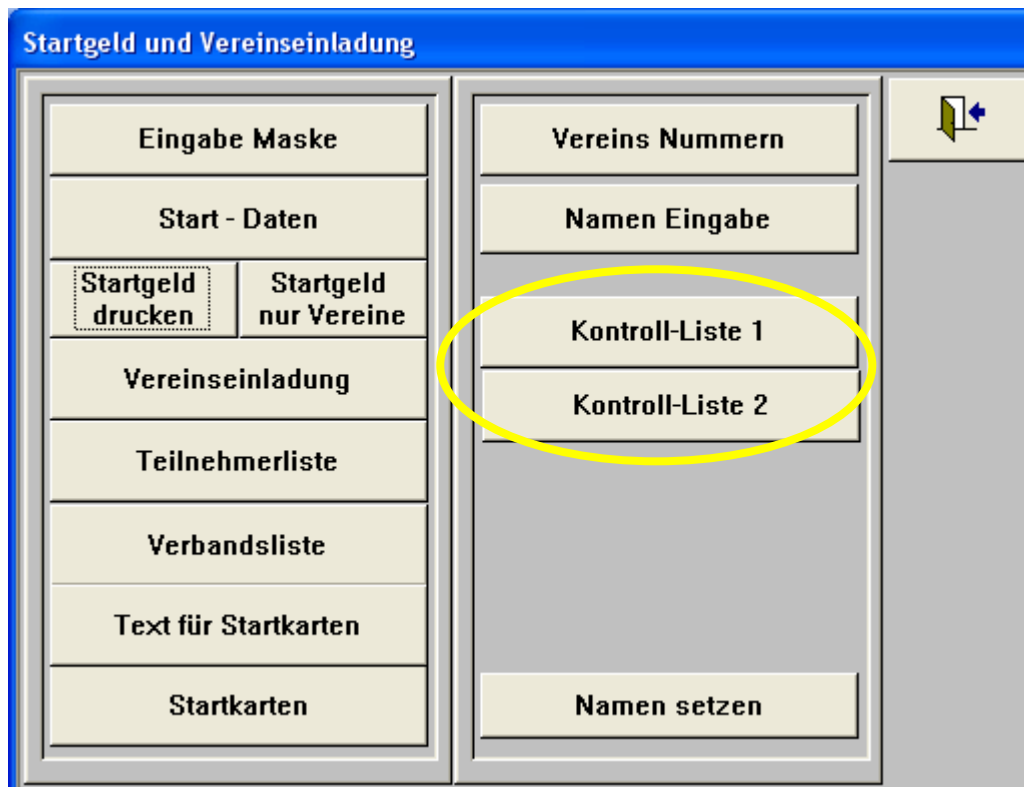 Startgeld und Vereinseinladung
Eingabe Maske
Start - Daten
Startgeld
drucken
Startgeld
nur Vereine
Vereinseinladung
Teilnehmerliste
Verbandsliste
Text für Startkarten
Startkarten
Vereins Nummern
Namen Eingabe
Kontroll-Liste 1
Kontroll-Liste 2
Namen setzen